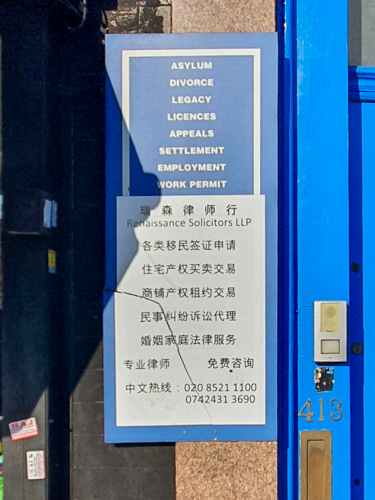 ASYLUM
DIVORCE
LEGACY
LICENCES
APPEALS
SETTLEMENT
EMPLOYMENT
WORK PERMIT
瑞森律师行
Renaissance Solicitors LLP
各类移民签证申请
住宅产权买卖交易
商铺产权租约交易
民事纠纷诉讼代理
婚姻家庭法律服务
专业律师 免费咨询
中文热线：020 8521 1100
0742431 3690
413